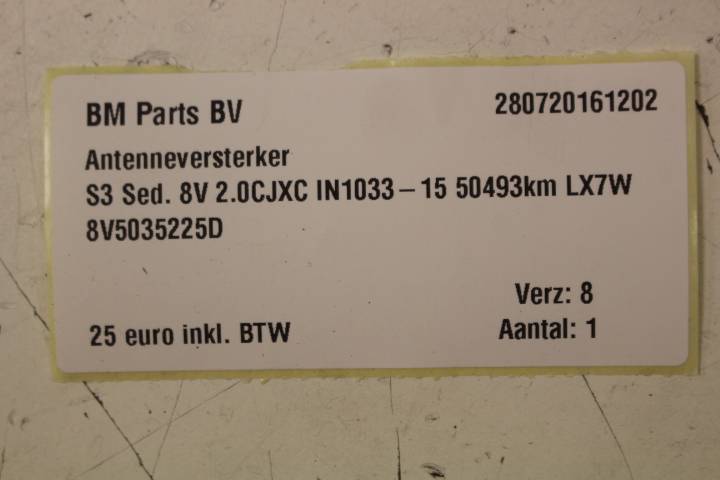 BM Parts BV 280720161202
Antenneversterker
S3 Sed. 8V 2.0CJXC IN1033 – 15 50493km LX7W
8V5035225D
Verz: 8
25 euro inkl. BTW Aantal: 1